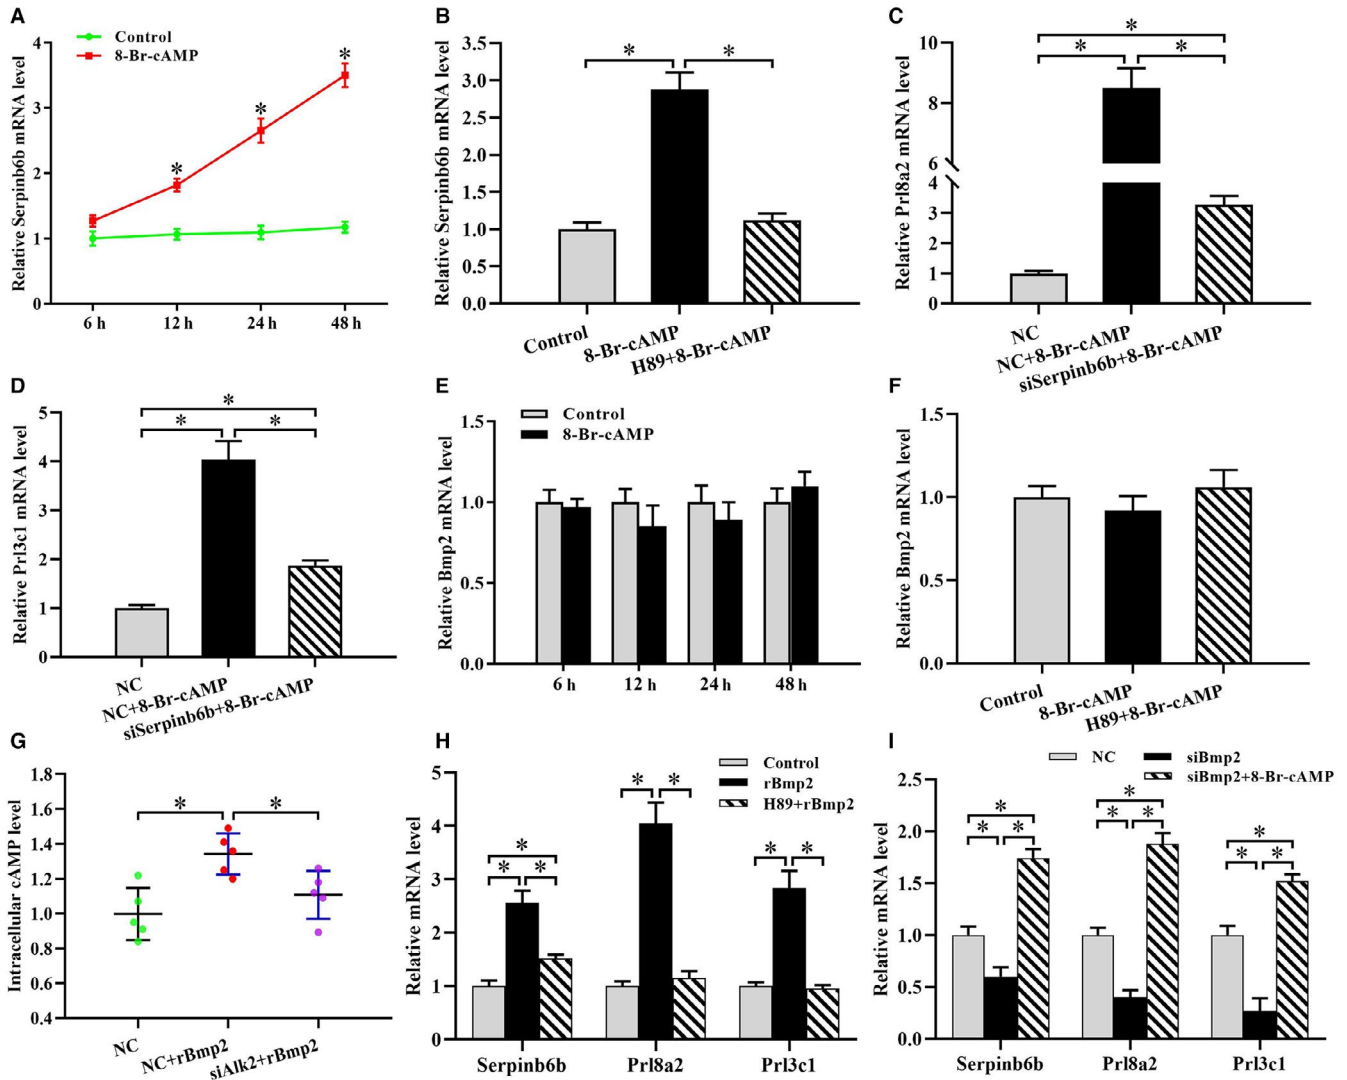 A
Control
8-Br-cAMP
Relative Serpinb6b mRNA level
4
3
2
1
0
*
*
*
6 h 12 h 24 h 48 h
B
Relative Serpinb6b mRNA level
3.5
3.0
2.5
2.0
1.5
1.0
0.5
0.0
* *
Control
8-Br-cAMP
H89+8-Br-cAMP
C
Relative Prl8a2 mRNA level
10
8
6
4
3
2
1
0
*
* *
NC
NC+8-Br-cAMP
siSerpinb6b+8-Br-cAMP
D
Relative Prl3c1 mRNA level
5
4
3
2
1
0
*
* *
NC
NC+8-Br-cAMP
siSerpinb6b+8-Br-cAMP
E
Control
8-Br-cAMP
Relative Bmp2 mRNA level
1.5
1.0
0.5
0.0
6 h 12 h 24 h 48 h
F
Relative Bmp2 mRNA level
1.5
1.0
0.5
0.0
Control
8-Br-cAMP
H89+8-Br-cAMP
G
Intracellular cAMP level
1.8
1.6
1.4
1.2
1.0
0.8
0.6
0.4
* *
NC
NC+rBmp2
siAlk2+rBmp2
H
Control
rBmp2
H89+rBmp2
Relative mRNA level
5
4
3
2
1
0
*
* *
* *
* *
Serpinb6b Prl8a2 Prl3c1
I
NC
siBmp2
siBmp2+8-Br-cAMP
Relative mRNA level
2.5
2.0
1.5
1.0
0.5
0.0
*
* *
*
* *
*
* *
Serpinb6b Prl8a2 Prl3c1